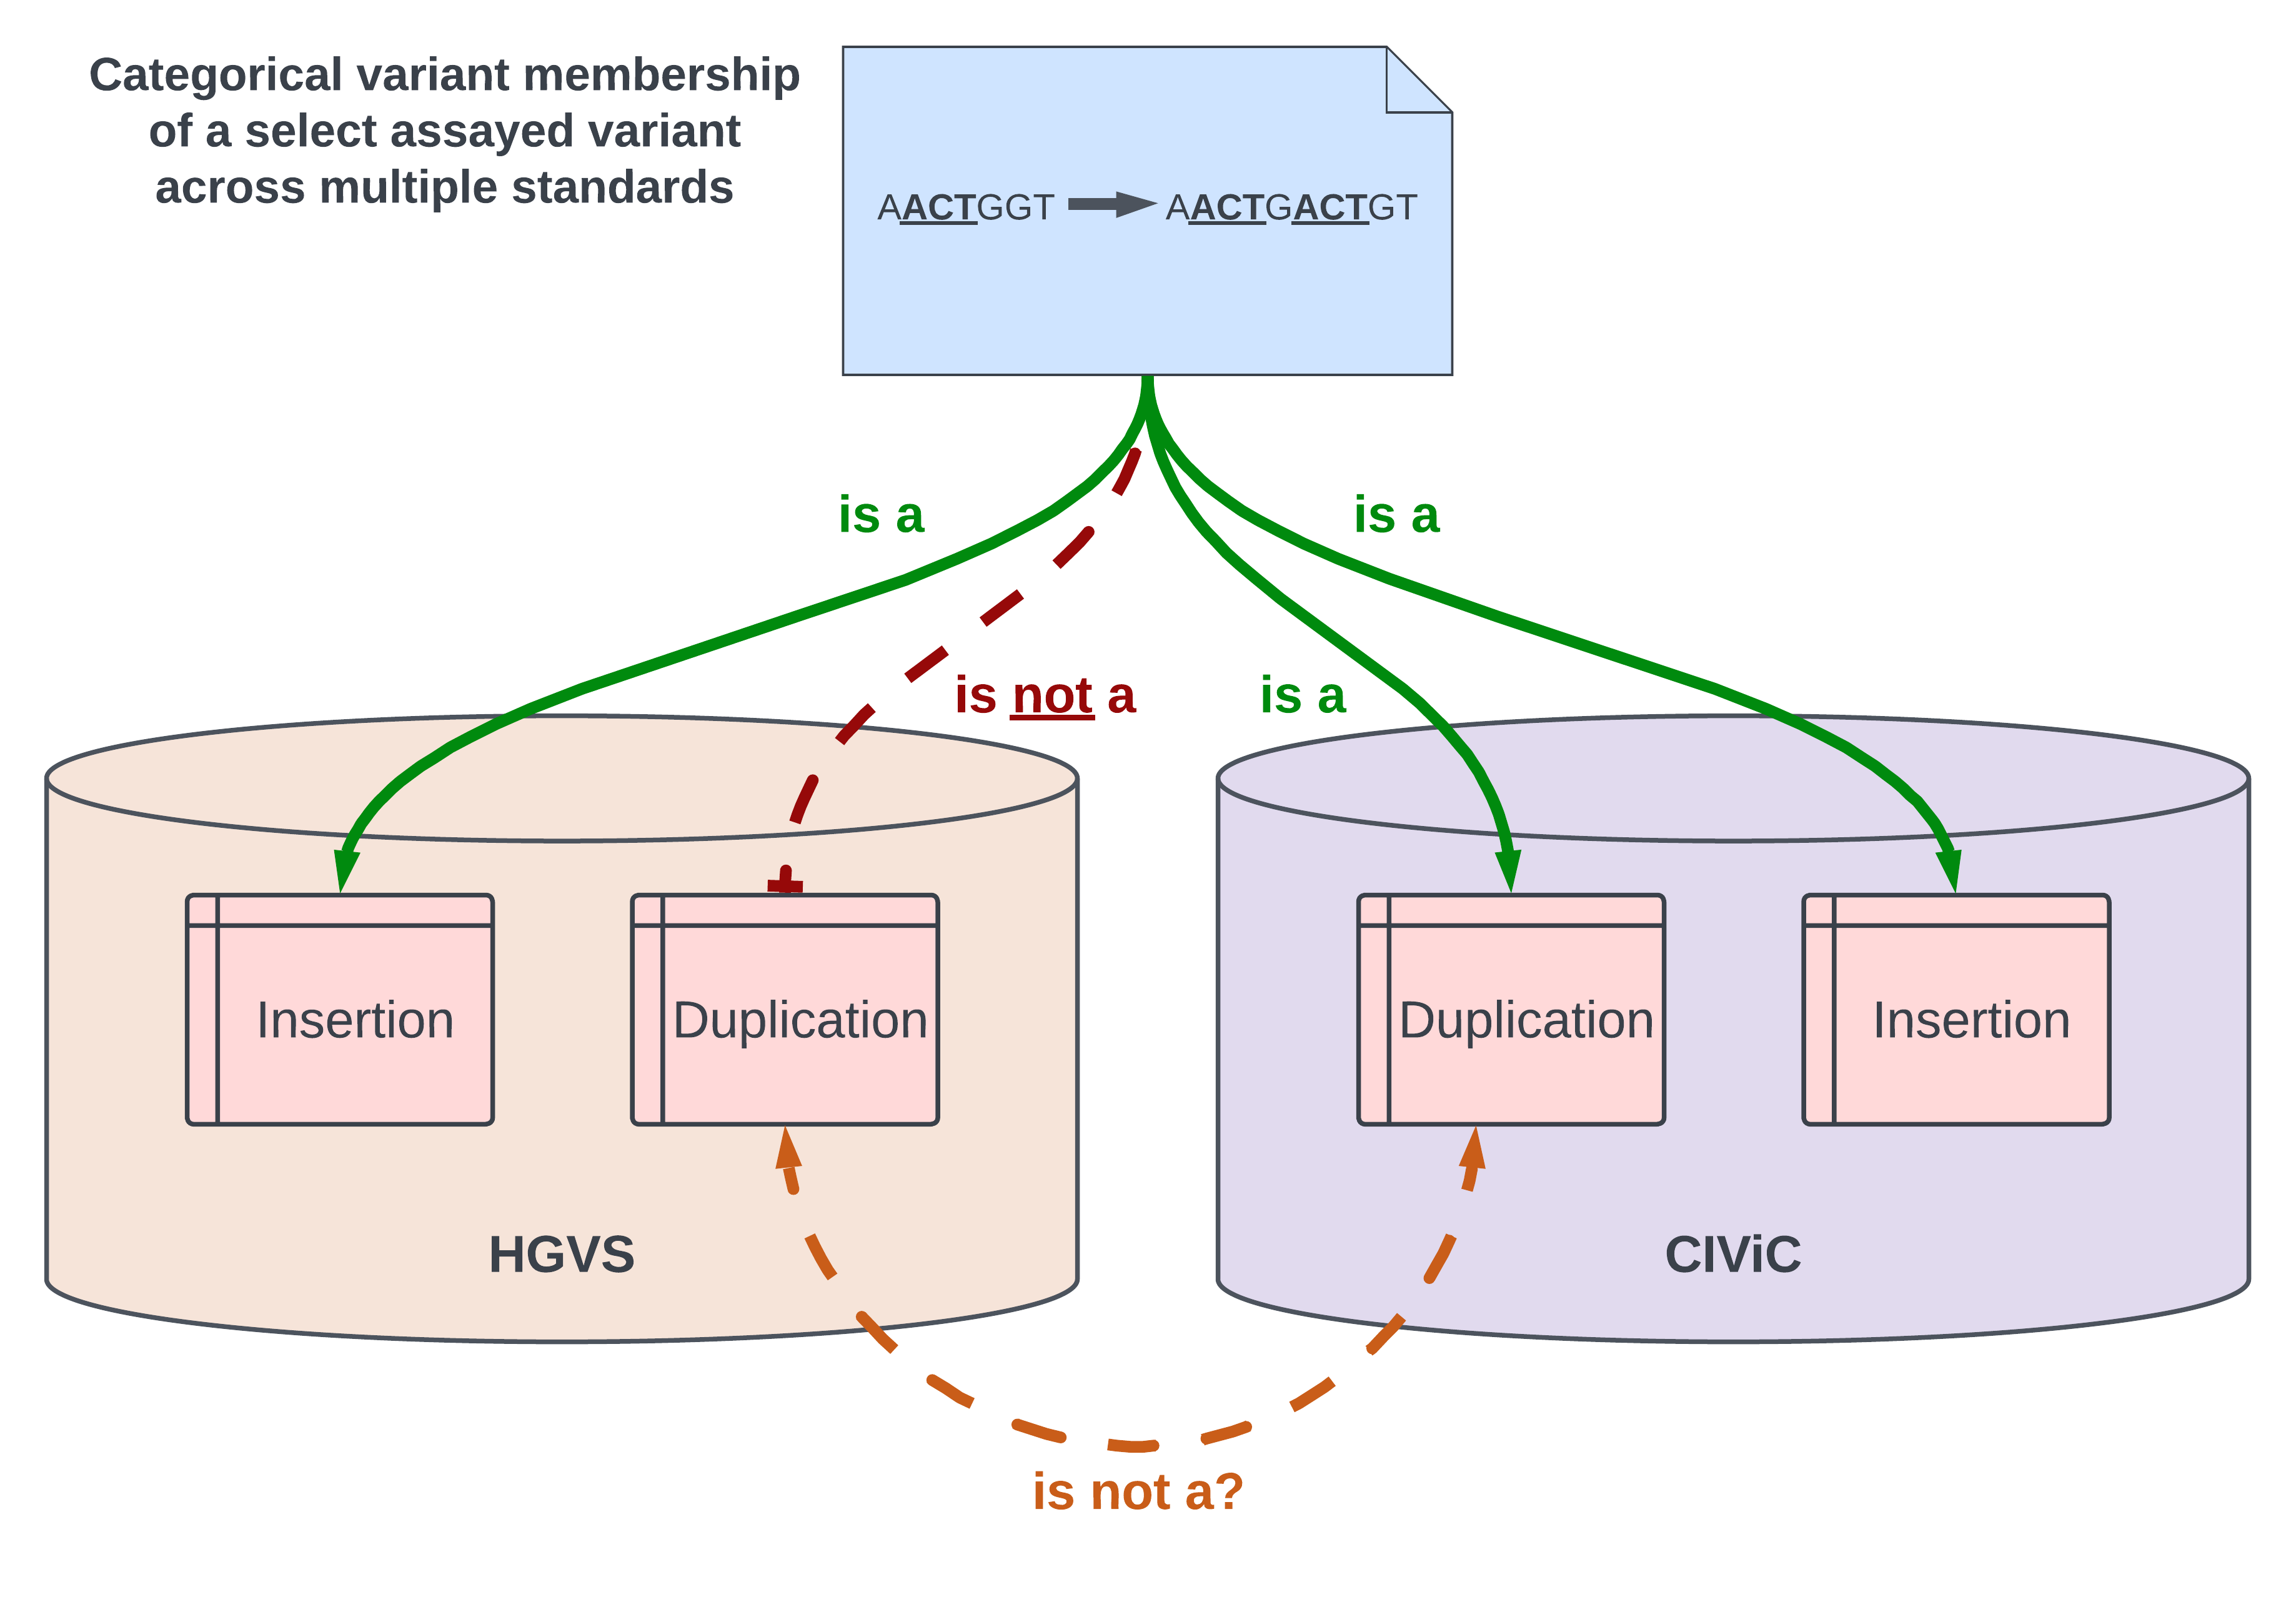 Categorical variant membership
of a select assayed variant
across multiple standards
AACTGGT AACTGACTGT
is a
is a
is not a
is a
Insertion
Duplication
Duplication
Insertion
HGVS
CIViC
is not a?